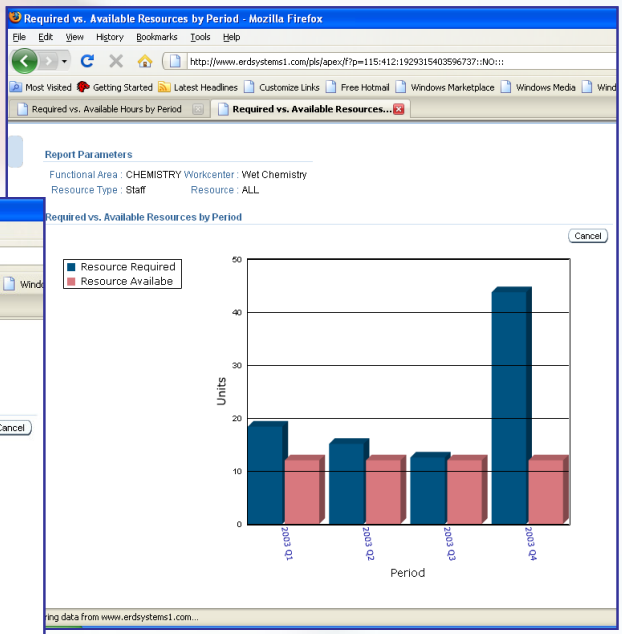 Required vs. Available Resources by Period - Mozilla Firefox
File Edit View History Bookmarks Tools Help
http://www.erdsystems1.com/pls/apex/f?p=115:412:1929315403596737::NO:::
Most Visited Getting Started Latest Headlines Customize Links Free Hotmail Windows Marketplace Windows Media Wind
Required vs. Available Hours by Period Required vs. Available Resources...
Report Parameters
Functional Area : CHEMISTRY Workcenter : Wet Chemistry
Resource Type : Staff Resource : ALL
Required vs. Available Resources by Period
Cancel
Resource Required
Resource Availabe
50
40
30
20
10
0
Units
2003 Q1
2003 Q2
2003 Q3
2003 Q4
Period
ring data from www.erdsystems1.com...
Windo
Cancel